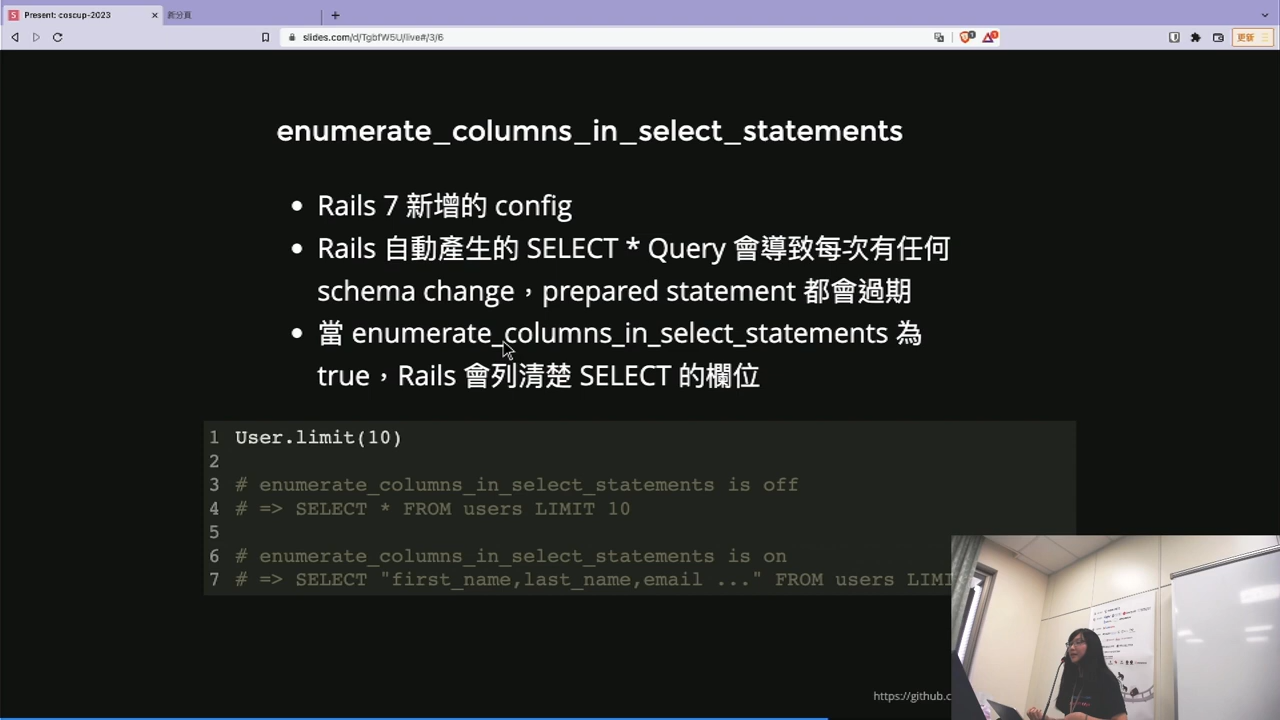 Present: coscup-2023
新分頁
slides.com/d/TgbfW5U/live#/3/6
更新
enumerate_columns_in_select_statements
Rails 7 新增的 config
Rails 自動產生的 SELECT * Query 會導致每次有任何
schema change，prepared statement 都會過期
當 enumerate_columns_in_select_statements 為
true，Rails 會列清楚 SELECT 的欄位
1 User.limit(10)
2
3 # enumerate_columns_in_select_statements is off
4 # => SELECT * FROM users LIMIT 10
5
6 # enumerate_columns_in_select_statements is on
7 # => SELECT "first_name,last_name,email ..." FROM users LIMI
https://github.c